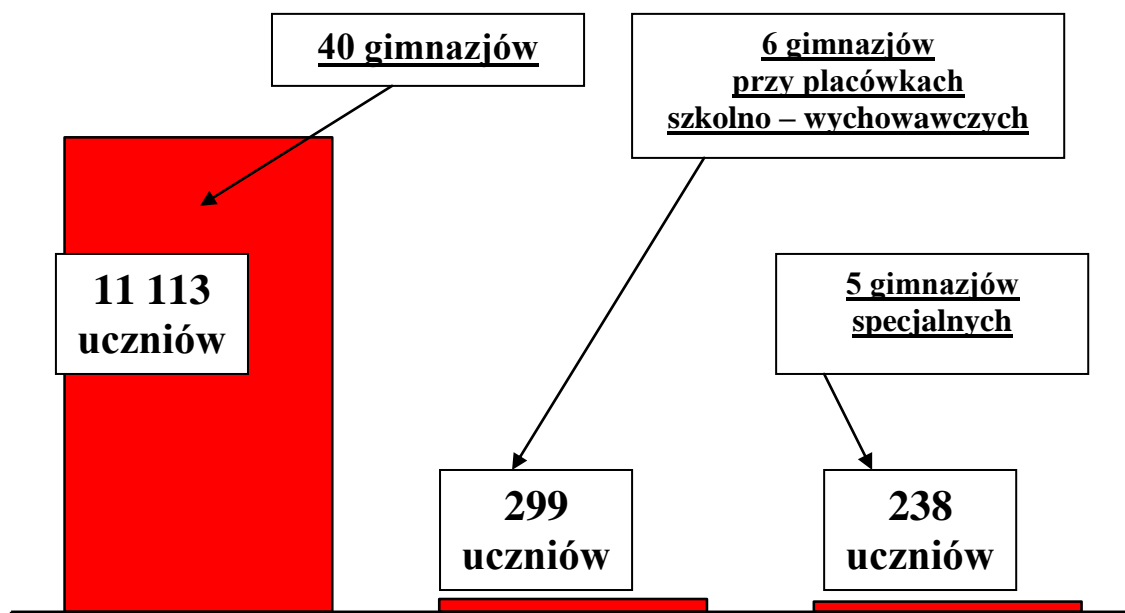 40 gimnazjów
6 gimnazjów
przy placówkach
szkolno – wychowawczych
11 113
uczniów
5 gimnazjów
specjalnych
299
uczniów
238
uczniów